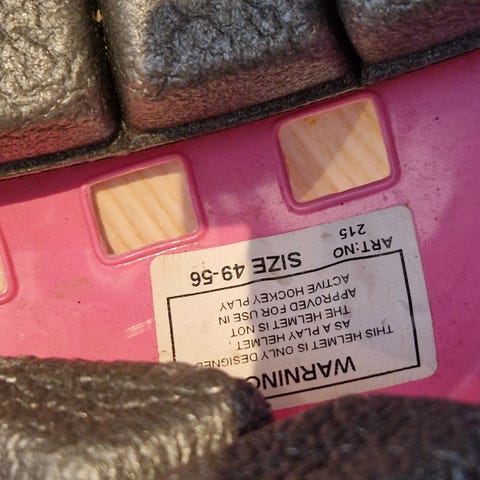 WARNING
THIS HELMET IS ONLY DESIGNED
AS A PLAY HELMET.
THE HELMET IS NOT
APPROVED FOR USE IN
ACTIVE HOCKEY PLAY
ART:NO SIZE 49-56
215